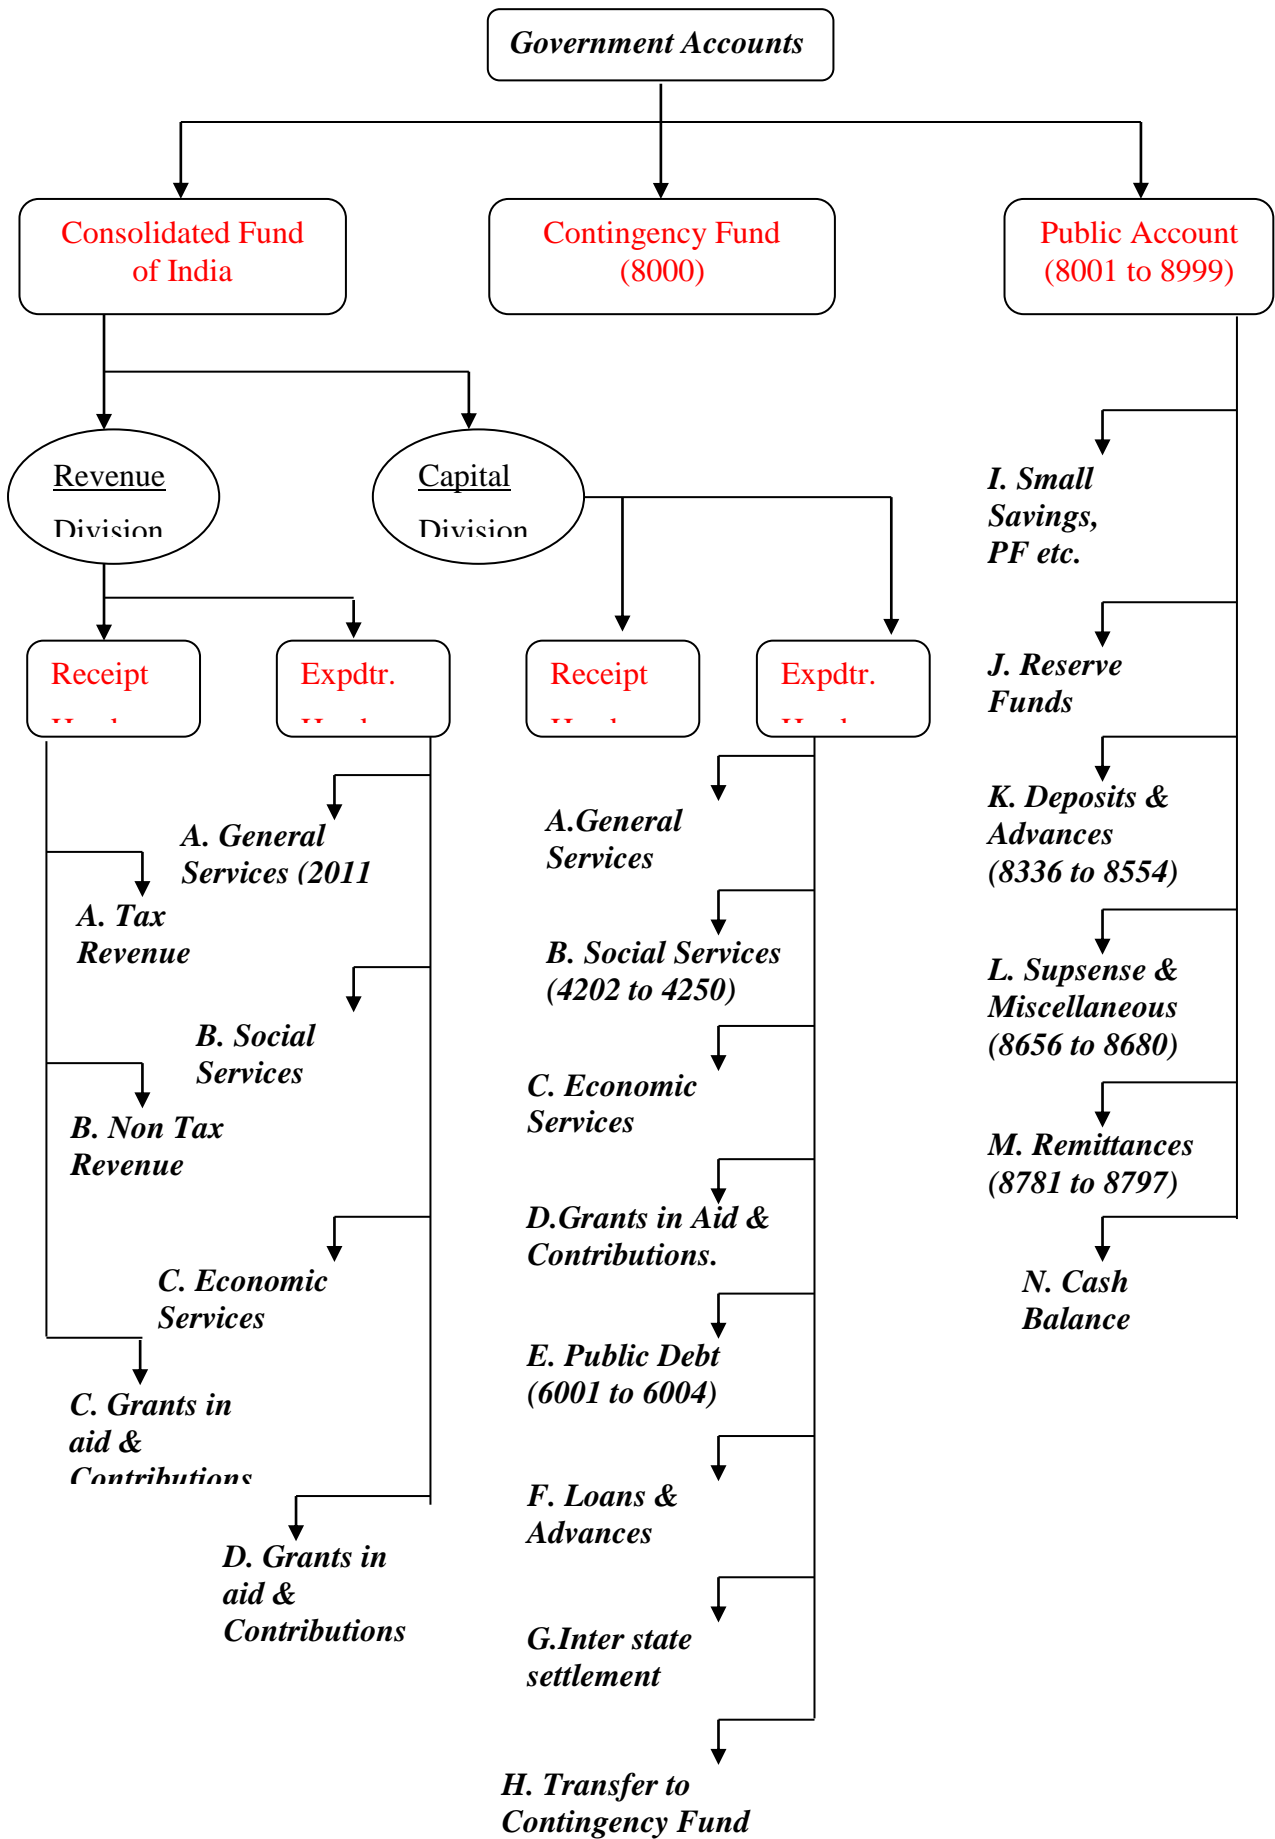 Government Accounts
Consolidated Fund
of India
Contingency Fund
(8000)
Public Account
(8001 to 8999)
Revenue
Division
Capital
Division
Receipt
Expdtr.
Receipt
Expdtr.
A. General
Services (2011
A. Tax
Revenue
B. Social
Services
B. Non Tax
Revenue
C. Economic
Services
C. Grants in
aid &
Contributions
D. Grants in
aid &
Contributions
A.General
Services
B. Social Services
(4202 to 4250)
C. Economic
Services
D.Grants in Aid &
Contributions.
E. Public Debt
(6001 to 6004)
F. Loans &
Advances
G.Inter state
settlement
H. Transfer to
Contingency Fund
I. Small
Savings,
PF etc.
J. Reserve
Funds
K. Deposits &
Advances
(8336 to 8554)
L. Supsense &
Miscellaneous
(8656 to 8680)
M. Remittances
(8781 to 8797)
N. Cash
Balance